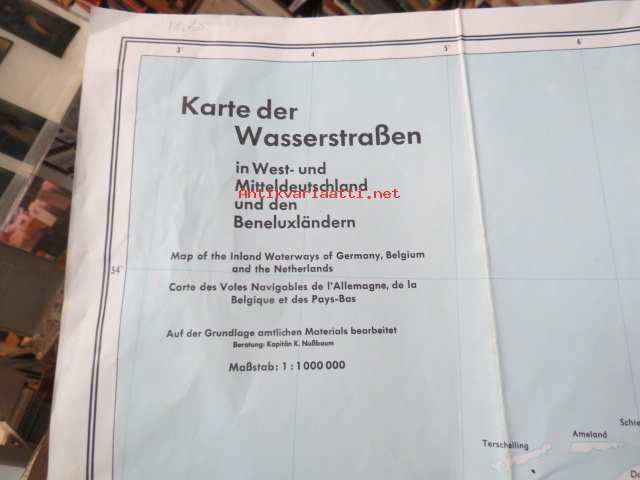 3°
4°
5°
6°
Karte der
Wasserstraßen
in West- und
Mitteldeutschland
Antikvariaatti.net
und den
Beneluxländern
Map of the Inland Waterways of Germany, Belgium
and the Netherlands
54°
Carte des Voies Navigables de l'Allemagne, de la
Belgique et des Pays-Bas
Auf der Grundlage amtlichen Materials bearbeitet
Beratung: Kapitän K. Nußbaum
Maßstab: 1 : 1 000 000
Schie
Ameland
Terschelling